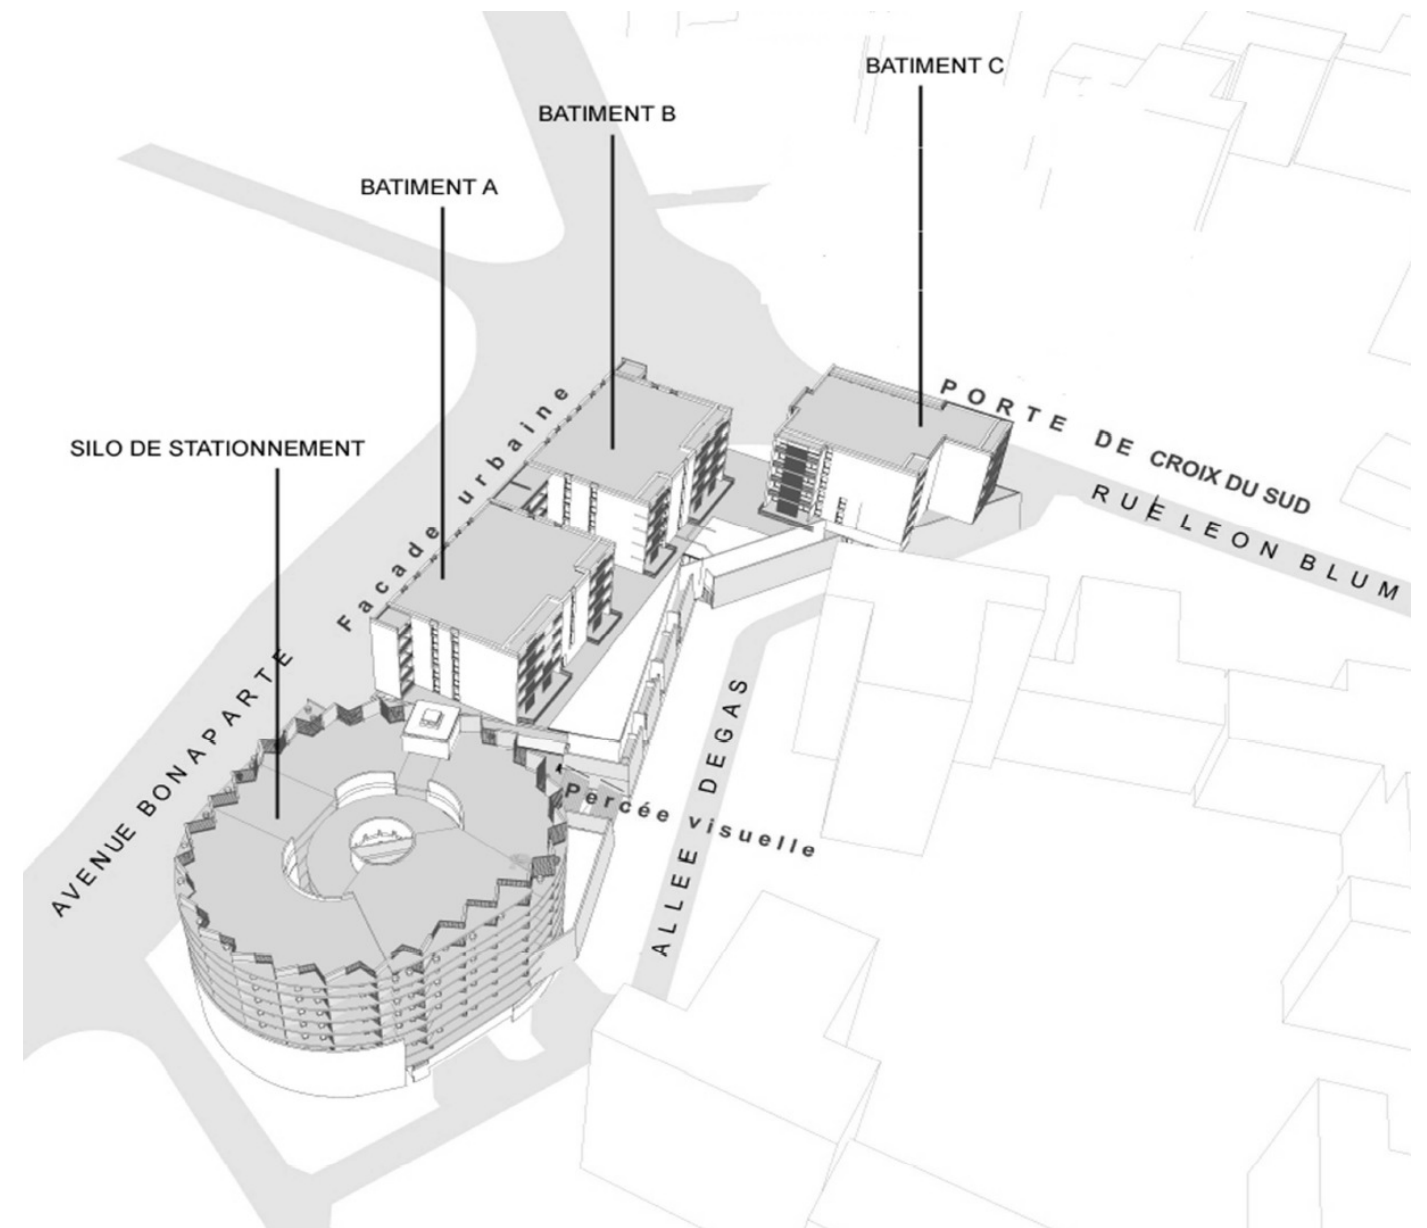 BATIMENT C
BATIMENT B
BATIMENT A
SILO DE STATIONNEMENT
Facade urbaine
PORTE DE CROIX DU SUD
RUE LEON BLUM
AVENUE BONAPARTE
ALLEE DEGAS
Percée visuelle